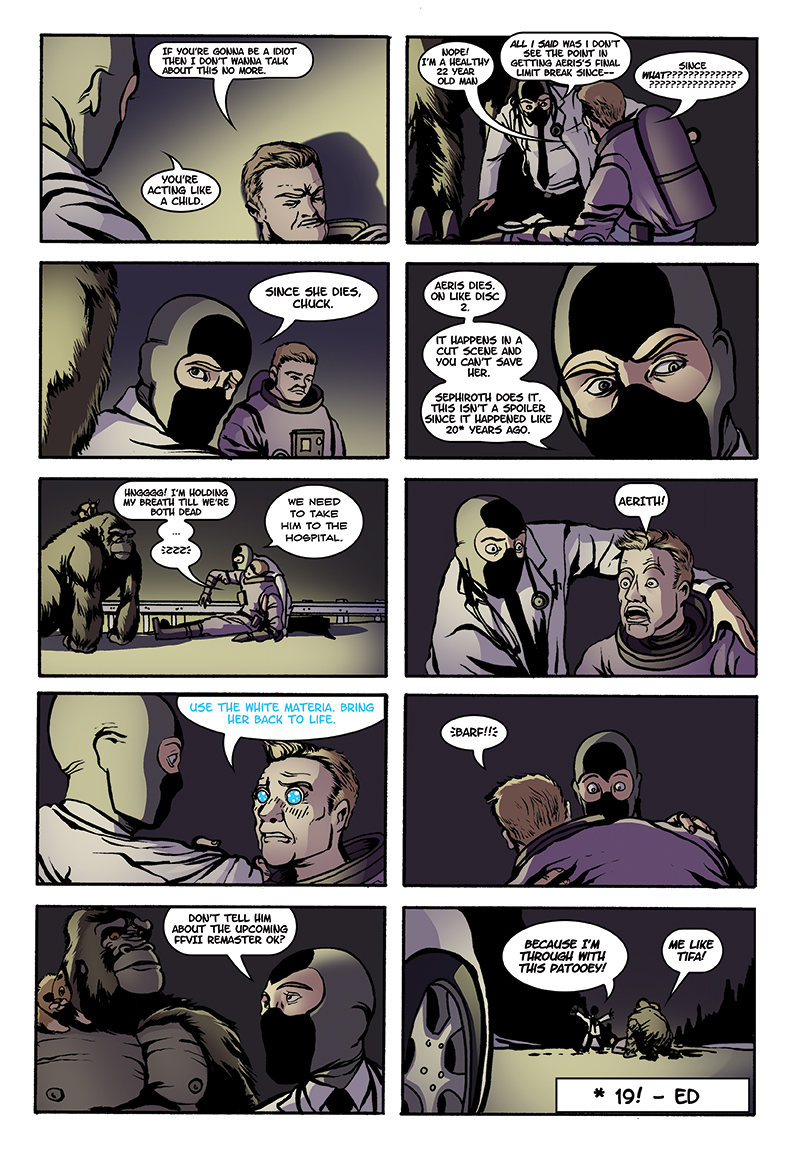 IF YOU'RE GONNA BE A IDIOT
THEN I DON'T WANNA TALK
ABOUT THIS NO MORE.
YOU'RE
ACTING LIKE
A CHILD.
NOPE!
I'M A HEALTHY
22 YEAR
OLD MAN
ALL I SAID WAS I DON'T
SEE THE POINT IN
GETTING AERIS'S FINAL
LIMIT BREAK SINCE--
SINCE
WHAT?????????????
????????????????
SINCE SHE DIES,
CHUCK.
AERIS DIES.
ON LIKE DISC
2.
IT HAPPENS IN A
CUT SCENE AND
YOU CAN'T SAVE
HER.
SEPHIROTH DOES IT.
THIS ISN'T A SPOILER
SINCE IT HAPPENED LIKE
20* YEARS AGO.
HNGGGG! I'M HOLDING
MY BREATH TILL WE'RE
BOTH DEAD
...
ZZZ
WE NEED
TO TAKE
HIM TO THE
HOSPITAL.
AERITH!
USE THE WHITE MATERIA. BRING
HER BACK TO LIFE.
BARF!!
DON'T TELL HIM
ABOUT THE UPCOMING
FFVII REMASTER OK?
BECAUSE I'M
THROUGH WITH
THIS PATOOEY!
ME LIKE
TIFA!
* 19! - ED